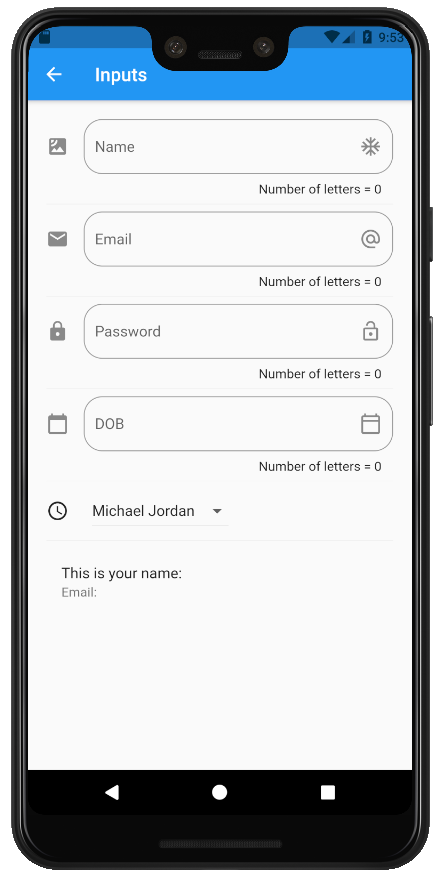 9:53
Inputs
Name
Number of letters = 0
Email
Number of letters = 0
Password
Number of letters = 0
DOB
Number of letters = 0
Michael Jordan
This is your name:
Email: